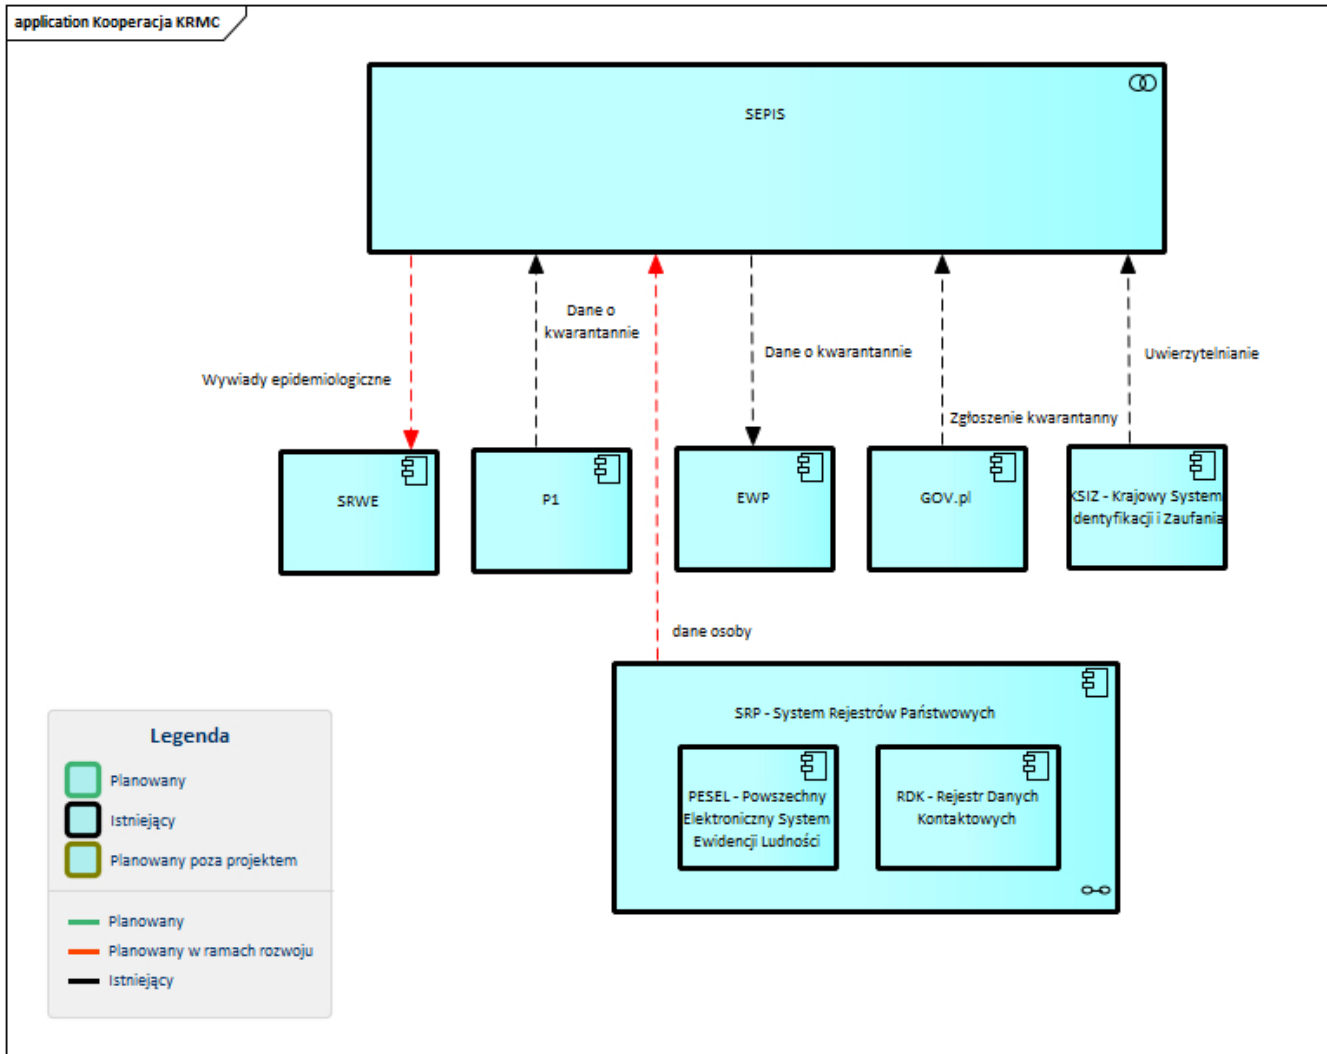 application Kooperacja KRMC
SEPIS
Dane o
kwarantannie
Dane o kwarantannie
Uwierzytelnianie
Wywiady epidemiologiczne
Zgłoszenie kwarantanny
SRWE
P1
EWP
GOV.pl
KSIZ - Krajowy System
dentyfikacji i Zaufania
dane osoby
SRP - System Rejestrów Państwowych
PESEL - Powszechny
Elektroniczny System
Ewidencji Ludności
RDK - Rejestr Danych
Kontaktowych
Legenda
Planowany
Istniejący
Planowany poza projektem
Planowany
Planowany w ramach rozwoju
Istniejący